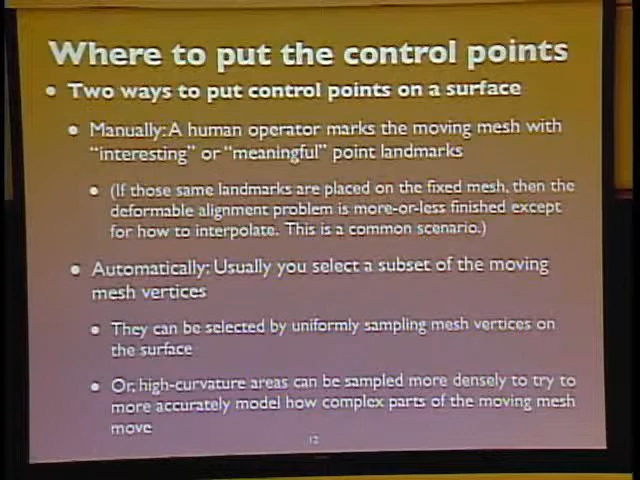 Where to put the control points
• Two ways to put control points on a surface
• Manually: A human operator marks the moving mesh with
"interesting" or "meaningful" point landmarks
• (If those same landmarks are placed on the fixed mesh, then the
deformable alignment problem is more-or-less finished except
for how to interpolate. This is a common scenario.)
• Automatically: Usually you select a subset of the moving
mesh vertices
• They can be selected by uniformly sampling mesh vertices on
the surface
• Or, high-curvature areas can be sampled more densely to try to
more accurately model how complex parts of the moving mesh
move
12